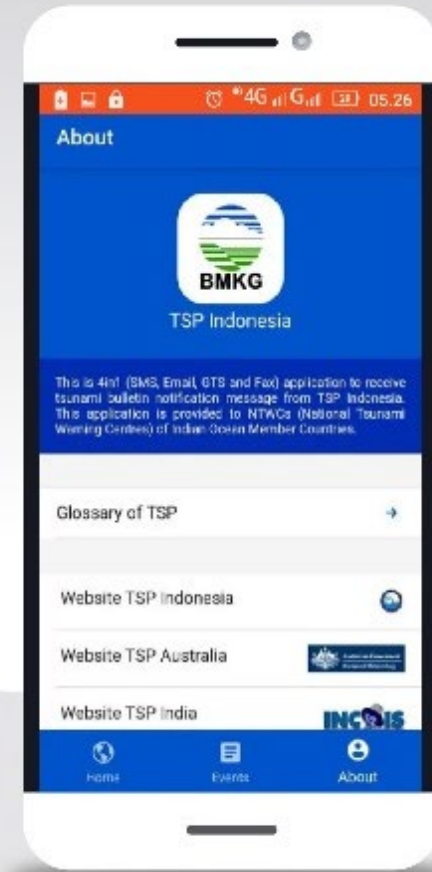 4G G 05.26
About
BMKG
TSP Indonesia
This is 4in1 (SMS, Email, GTS and Fax) application to receive
tsunami bulletin notification message from TSP Indonesia.
This application is provided to NTWCs (National Tsunami
Warning Centres) of Indian Ocean Member Countries.
Glossary of TSP
Website TSP Indonesia
Website TSP Australia
Website TSP India
INCOIS
Home Events About